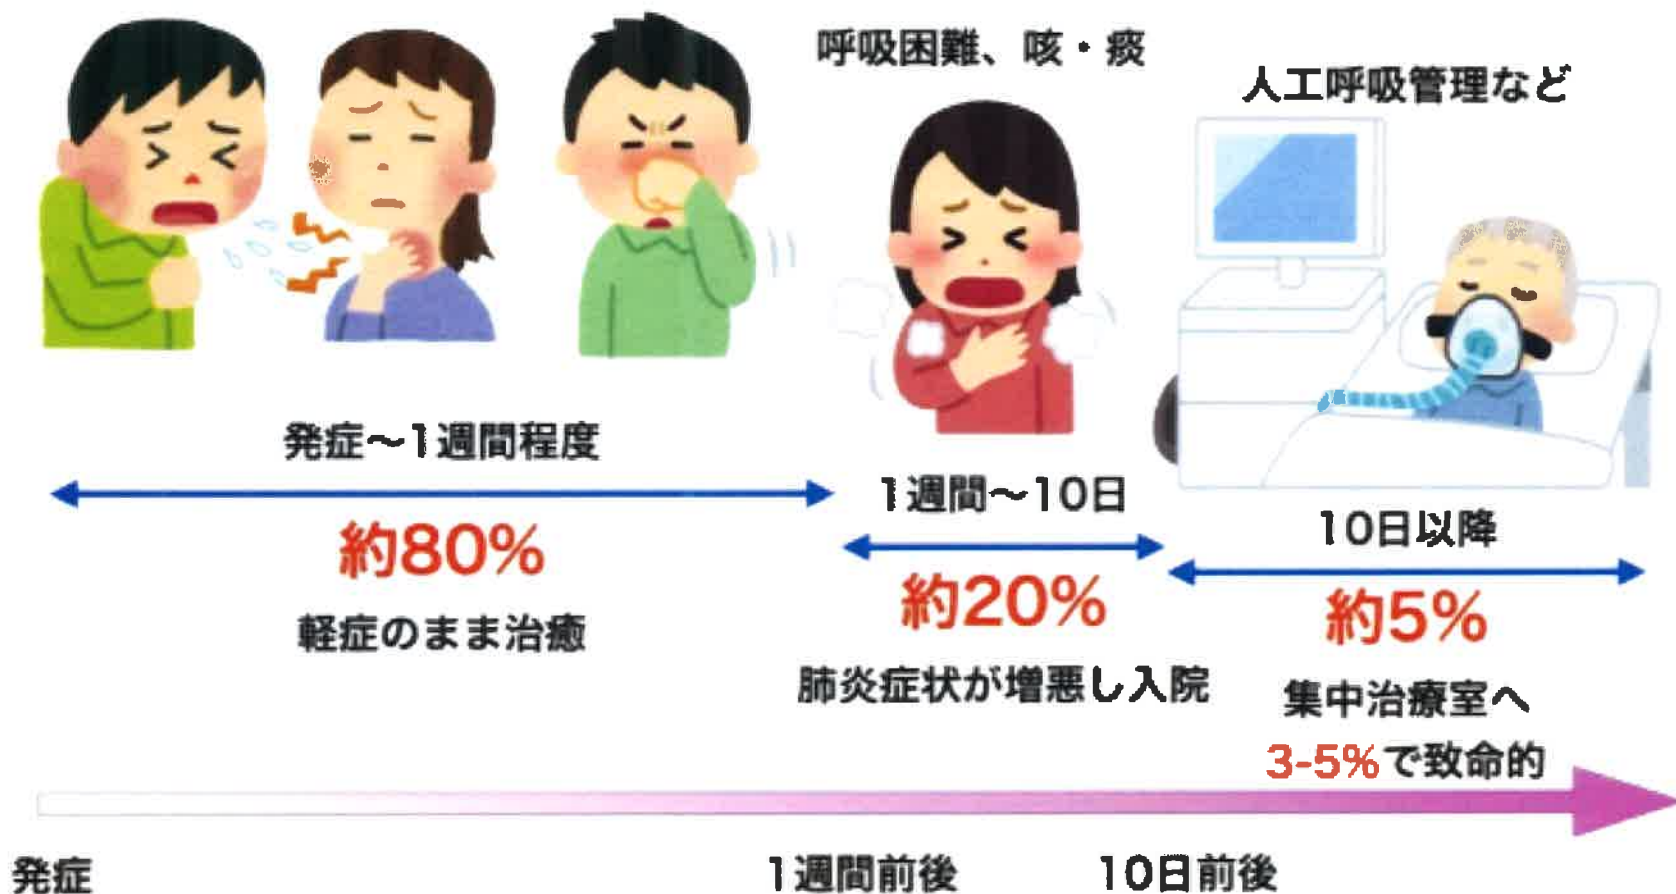 呼吸困難、咳・痰
人工呼吸管理など
発症〜1週間程度
約80%
軽症のまま治癒
1週間〜10日
約20%
肺炎症状が増悪し入院
10日以降
約5%
集中治療室へ
3-5%で致命的
発症
1週間前後
10日前後